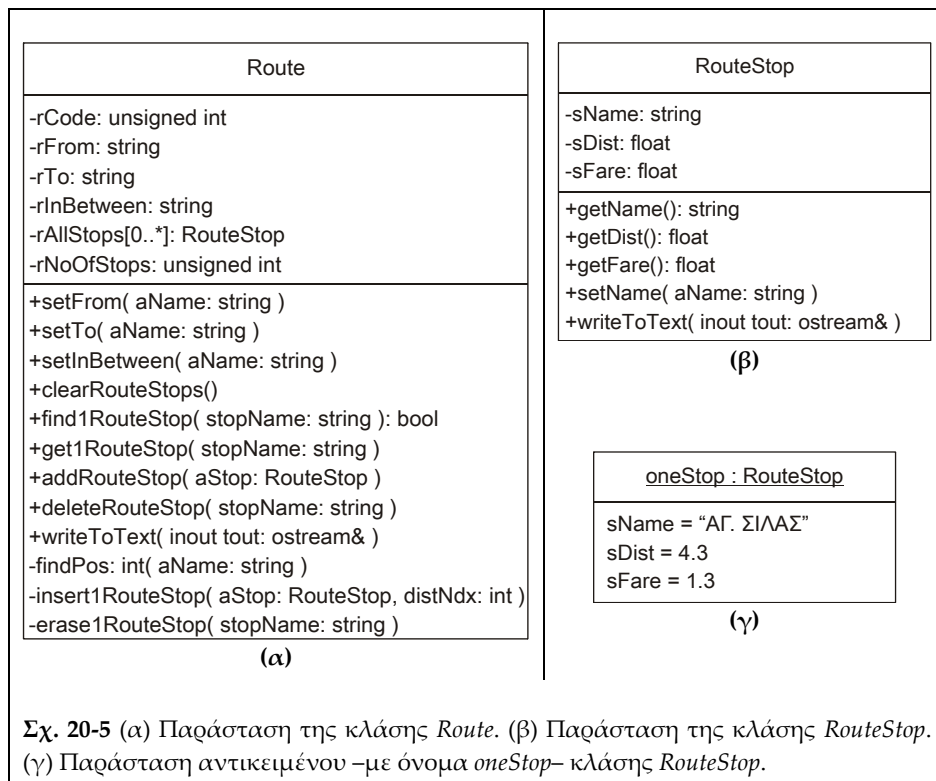 Route
-rCode: unsigned int
-rFrom: string
-rTo: string
-rInBetween: string
-rAllStops[0..*]: RouteStop
-rNoOfStops: unsigned int
+setFrom( aName: string )
+setTo( aName: string )
+setInBetween( aName: string )
+clearRouteStops()
+find1RouteStop( stopName: string ): bool
+get1RouteStop( stopName: string )
+addRouteStop( aStop: RouteStop )
+deleteRouteStop( stopName: string )
+writeToText( inout tout: ostream& )
-findPos: int( aName: string )
-insert1RouteStop( aStop: RouteStop, distNdx: int )
-erase1RouteStop( stopName: string )
(α)
RouteStop
-sName: string
-sDist: float
-sFare: float
+getName(): string
+getDist(): float
+getFare(): float
+setName( aName: string )
+writeToText( inout tout: ostream& )
(β)
oneStop : RouteStop
sName = “ΑΓ. ΣΙΛΑΣ”
sDist = 4.3
sFare = 1.3
(γ)
Σχ. 20-5 (α) Παράσταση της κλάσης Route. (β) Παράσταση της κλάσης RouteStop.
(γ) Παράσταση αντικειμένου –με όνομα oneStop– κλάσης RouteStop.